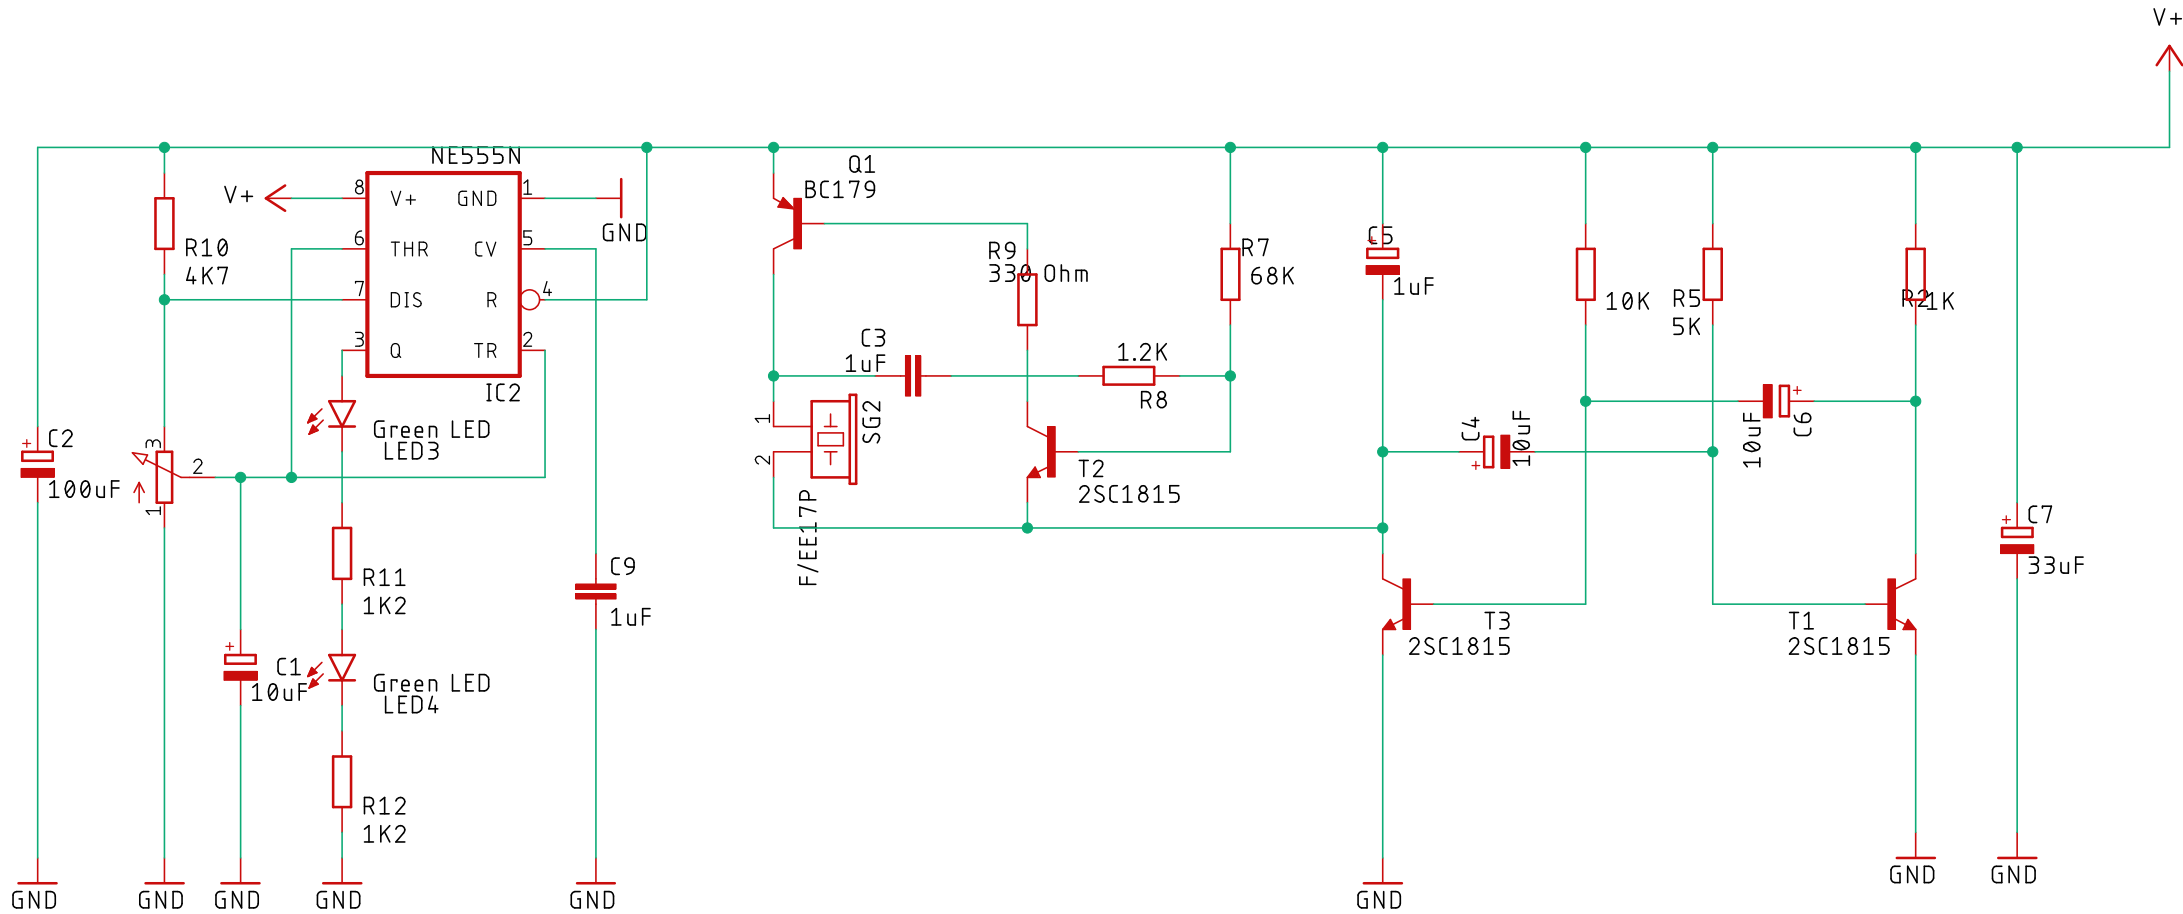 V+
NE555N
V+
8
V+
GND
1
GND
6
THR
CV
5
7
DIS
R
4
3
Q
TR
2
IC2
R10
4K7
Green LED
LED3
C2
100uF
3
2
1
R11
1K2
C9
1uF
C1
10uF
Green LED
LED4
R12
1K2
Q1
BC179
R9
330 Ohm
R7
68K
C3
1uF
1.2K
R8
1
2
SG2
F/EE17P
T2
2SC1815
C5
1uF
10K
R5
5K
R2
1K
C4
10uF
10uF
C6
T3
2SC1815
T1
2SC1815
C7
33uF
GND
GND
GND
GND
GND
GND
GND
GND